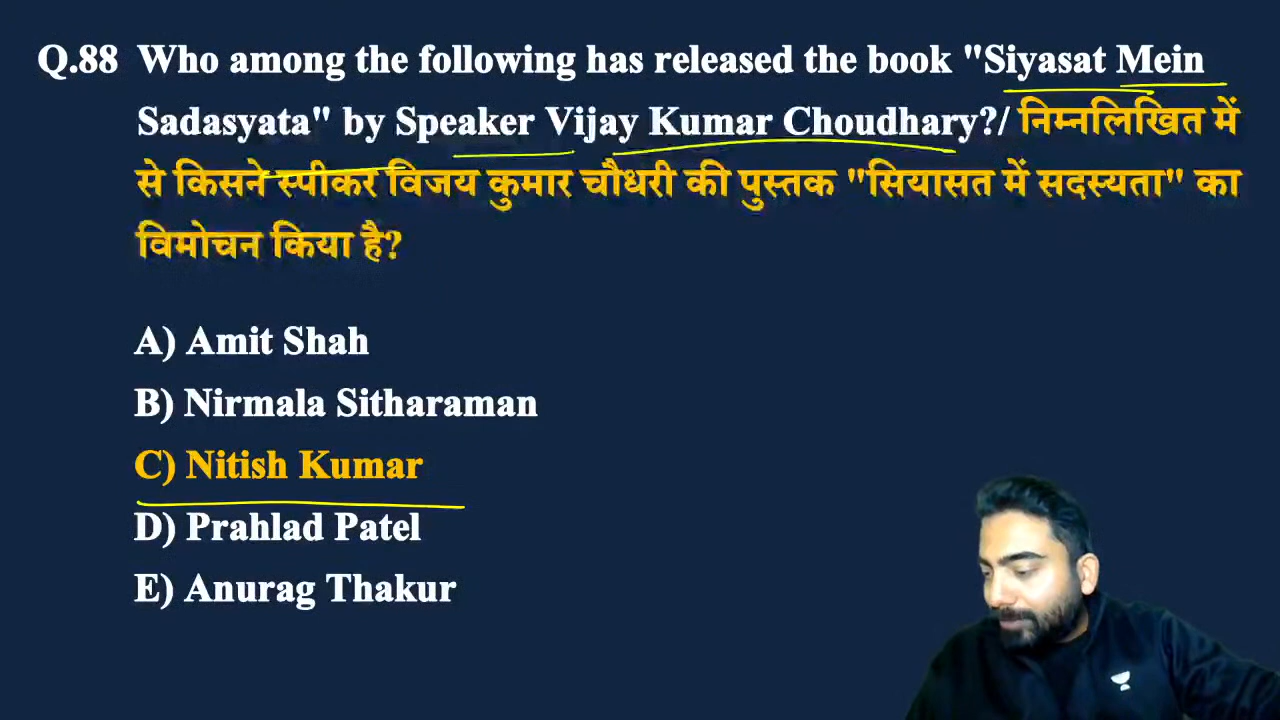 Q.88 Who among the following has released the book "Siyasat Mein
Sadasyata" by Speaker Vijay Kumar Choudhary?/ निम्नलिखित में
से किसने स्पीकर विजय कुमार चौधरी की पुस्तक "सियासत में सदस्यता" का
विमोचन किया है?
A) Amit Shah
B) Nirmala Sitharaman
C) Nitish Kumar
D) Prahlad Patel
E) Anurag Thakur